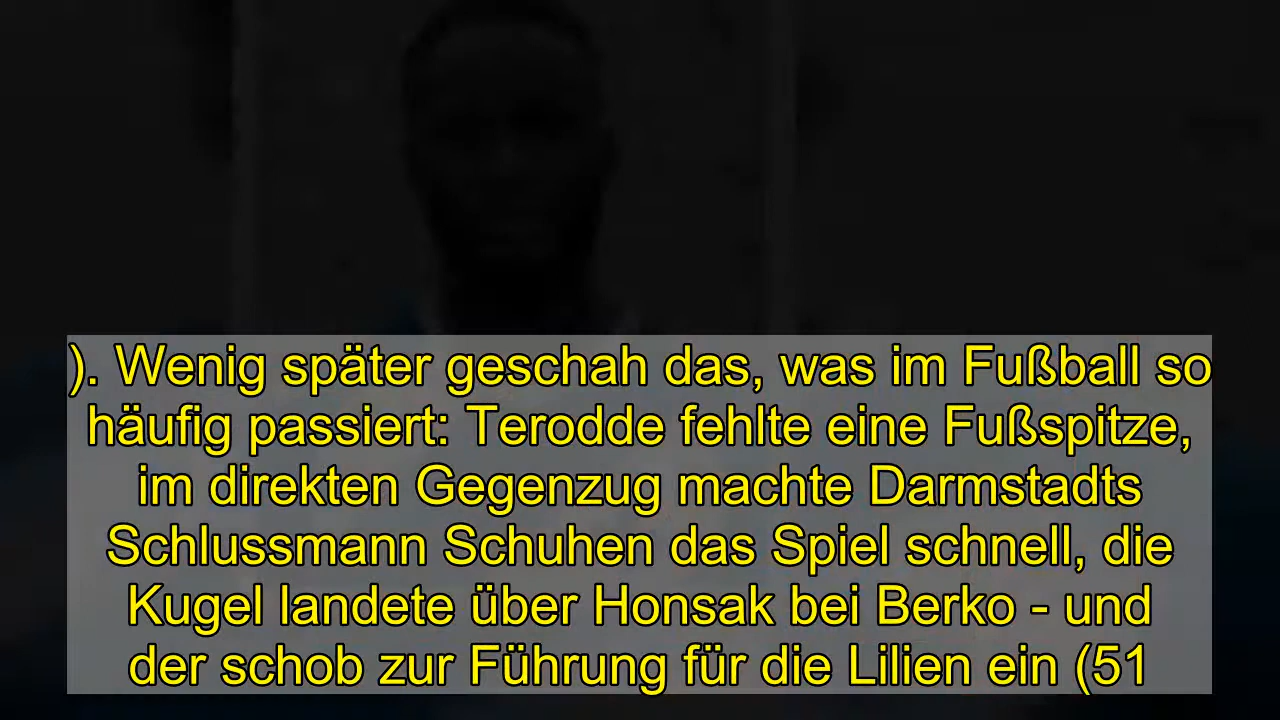 ). Wenig später geschah das, was im Fußball so
häufig passiert: Terodde fehlte eine Fußspitze,
im direkten Gegenzug machte Darmstadts
Schlussmann Schuhen das Spiel schnell, die
Kugel landete über Honsak bei Berko - und
der schob zur Führung für die Lilien ein (51